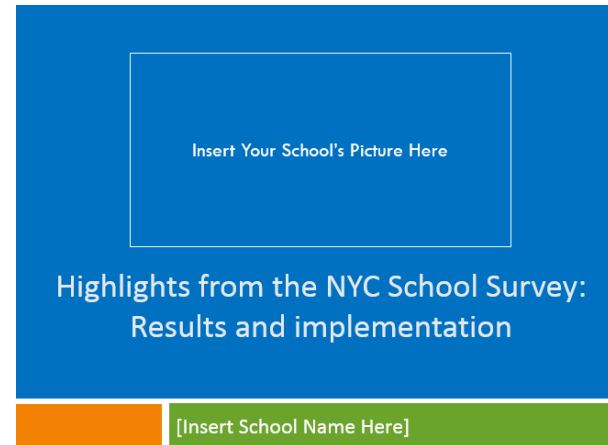 Insert Your School's Picture Here
Highlights from the NYC School Survey:
Results and implementation
[Insert School Name Here]